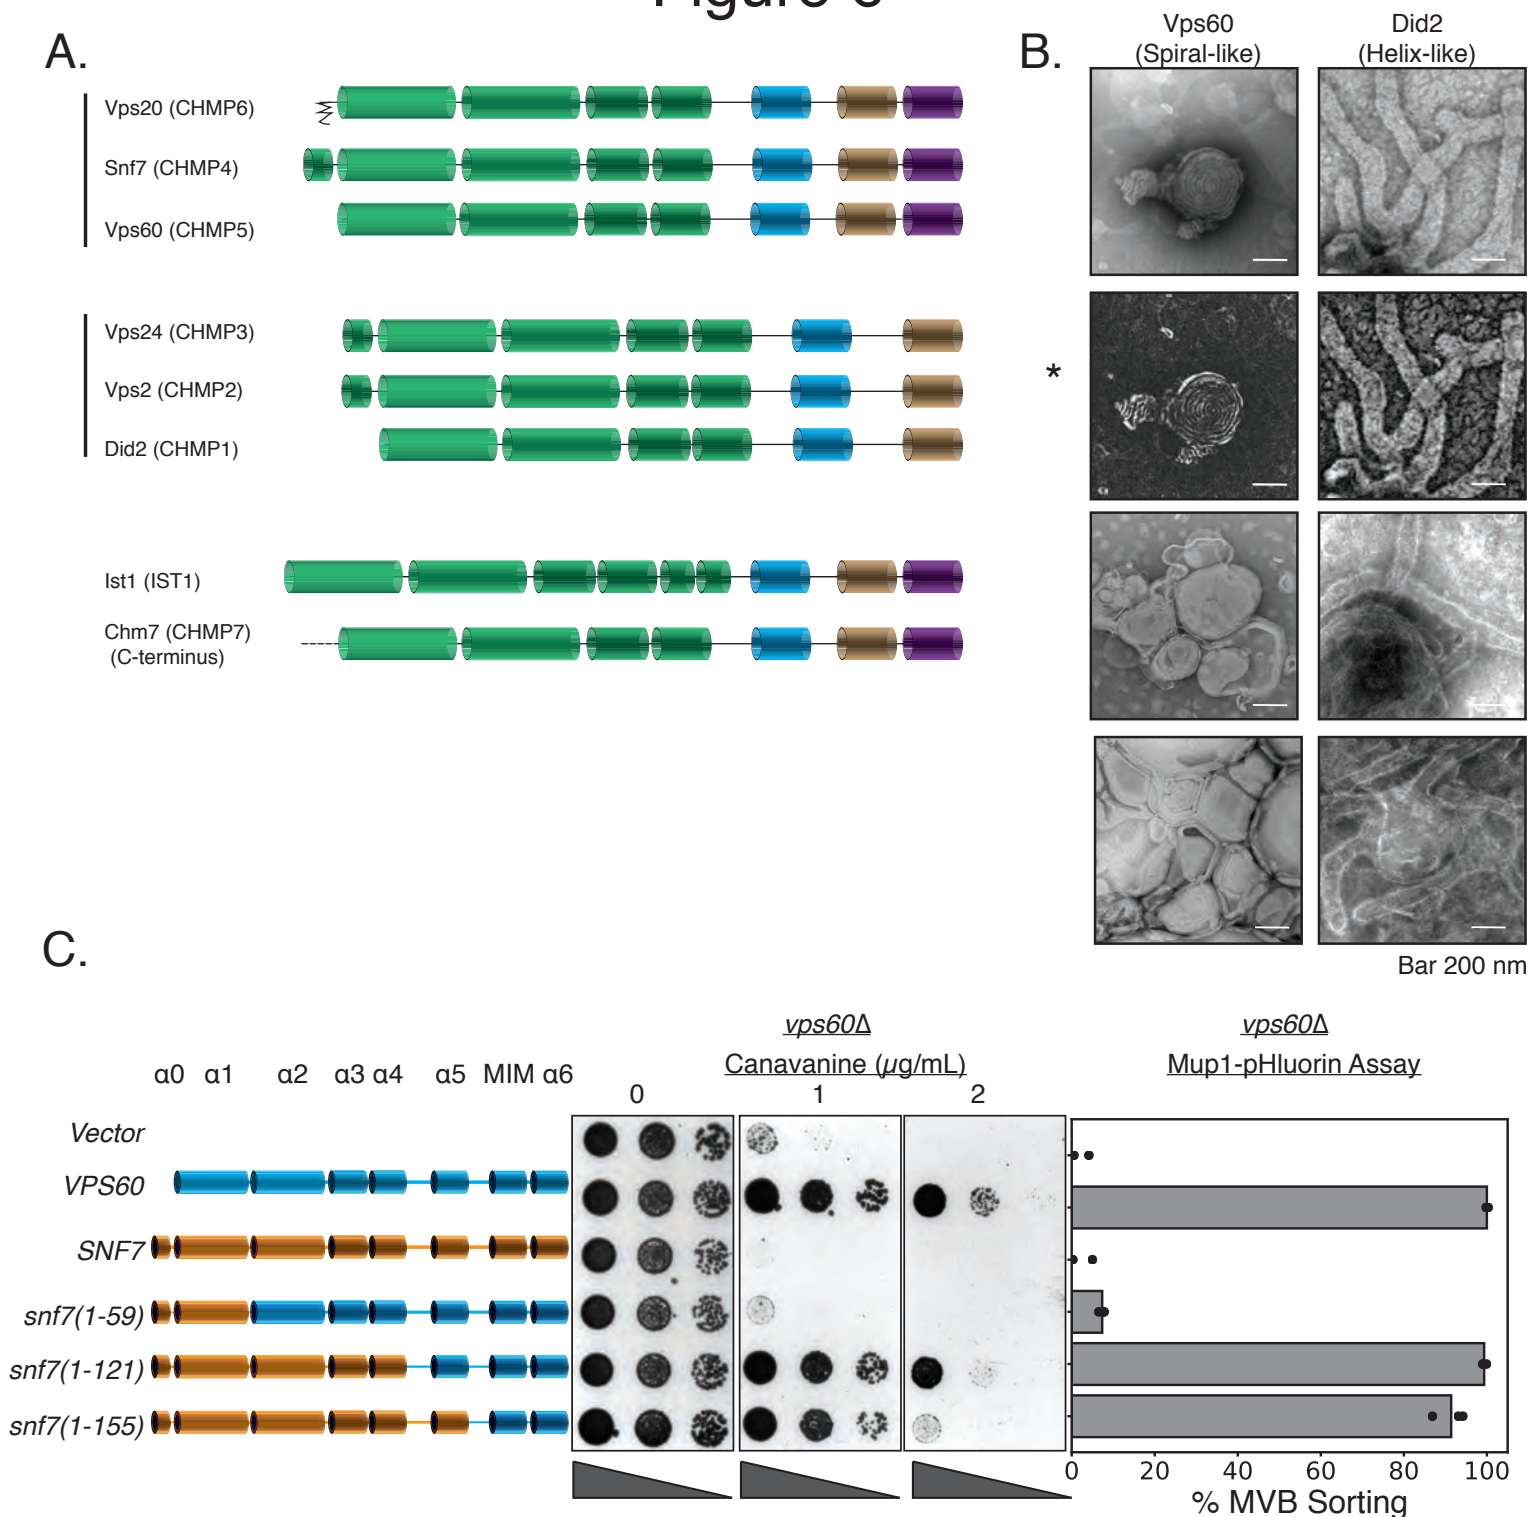 A.
Vps20 (CHMP6)
Snf7 (CHMP4)
Vps60 (CHMP5)
Vps24 (CHMP3)
Vps2 (CHMP2)
Did2 (CHMP1)
Ist1 (IST1)
Chm7 (CHMP7)
(C-terminus)
B.
Vps60
(Spiral-like)
Did2
(Helix-like)
*
Bar 200 nm
C.
vps60Δ
Canavanine (µg/mL)
0 1 2
vps60Δ
Mup1-pHluorin Assay
α0 α1 α2 α3 α4 α5 MIM α6
Vector
VPS60
SNF7
snf7(1-59)
snf7(1-121)
snf7(1-155)
0 20 40 60 80 100
% MVB Sorting